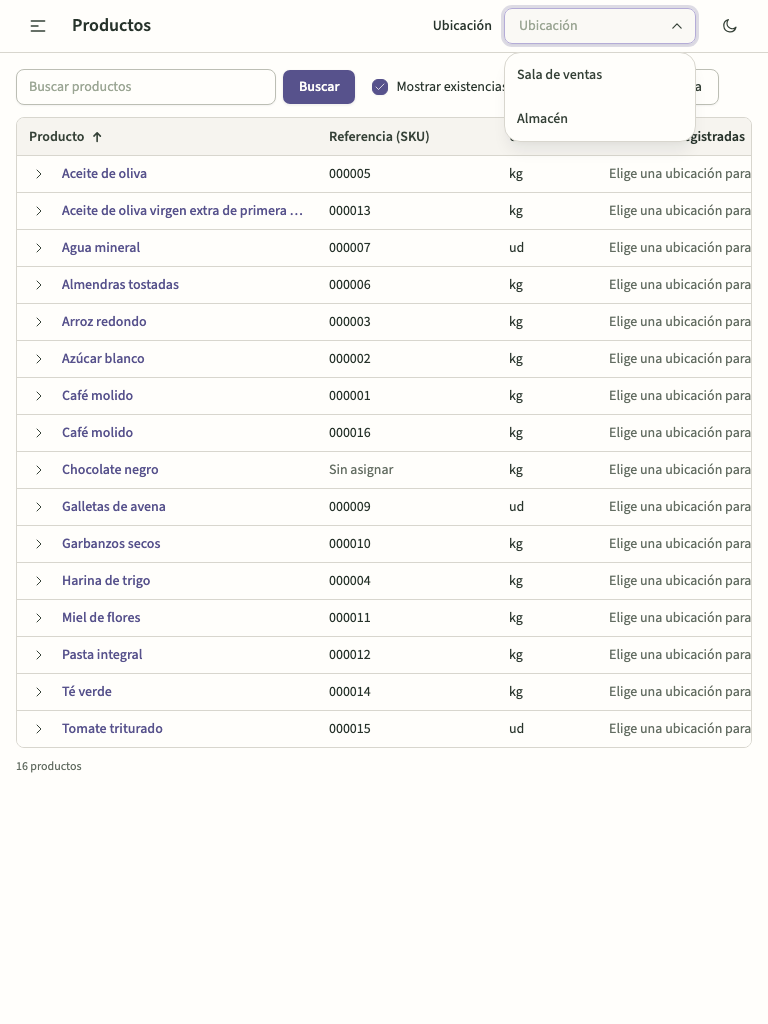 Productos
Ubicación
Ubicación
Sala de ventas
Almacén
Buscar productos
Buscar
Mostrar existencias
Producto
Referencia (SKU)
Aceite de oliva 000005 kg Elige una ubicación para
Aceite de oliva virgen extra de primera … 000013 kg Elige una ubicación para
Agua mineral 000007 ud Elige una ubicación para
Almendras tostadas 000006 kg Elige una ubicación para
Arroz redondo 000003 kg Elige una ubicación para
Azúcar blanco 000002 kg Elige una ubicación para
Café molido 000001 kg Elige una ubicación para
Café molido 000016 kg Elige una ubicación para
Chocolate negro Sin asignar kg Elige una ubicación para
Galletas de avena 000009 ud Elige una ubicación para
Garbanzos secos 000010 kg Elige una ubicación para
Harina de trigo 000004 kg Elige una ubicación para
Miel de flores 000011 kg Elige una ubicación para
Pasta integral 000012 kg Elige una ubicación para
Té verde 000014 kg Elige una ubicación para
Tomate triturado 000015 ud Elige una ubicación para
16 productos